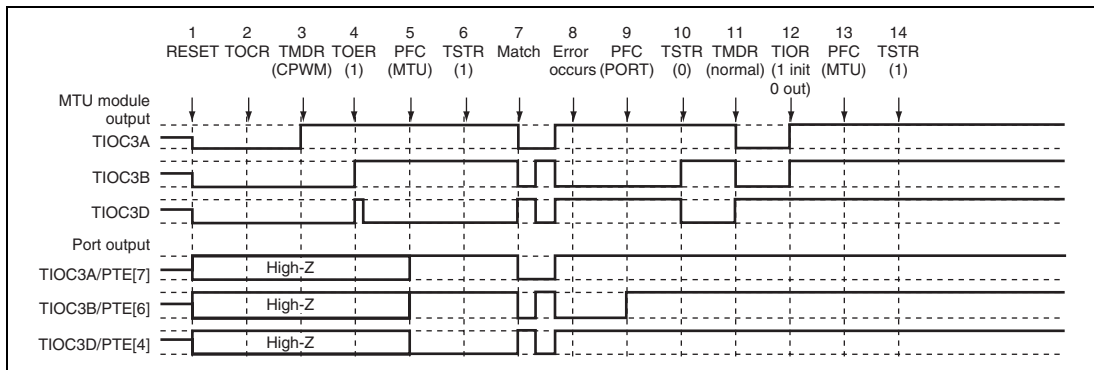 1 2 3 4 5 6 7 8 9 10 11 12 13 14
RESET TOCR TMDR TOER PFC TSTR Match Error PFC TSTR TMDR TIOR PFC TSTR
(CPWM) (1) (MTU) (1) occurs (PORT) (0) (normal) (1 init (MTU) (1)
0 out)
MTU module
output
TIOC3A
TIOC3B
TIOC3D
Port output
TIOC3A/PTE[7] High-Z
TIOC3B/PTE[6] High-Z
TIOC3D/PTE[4] High-Z